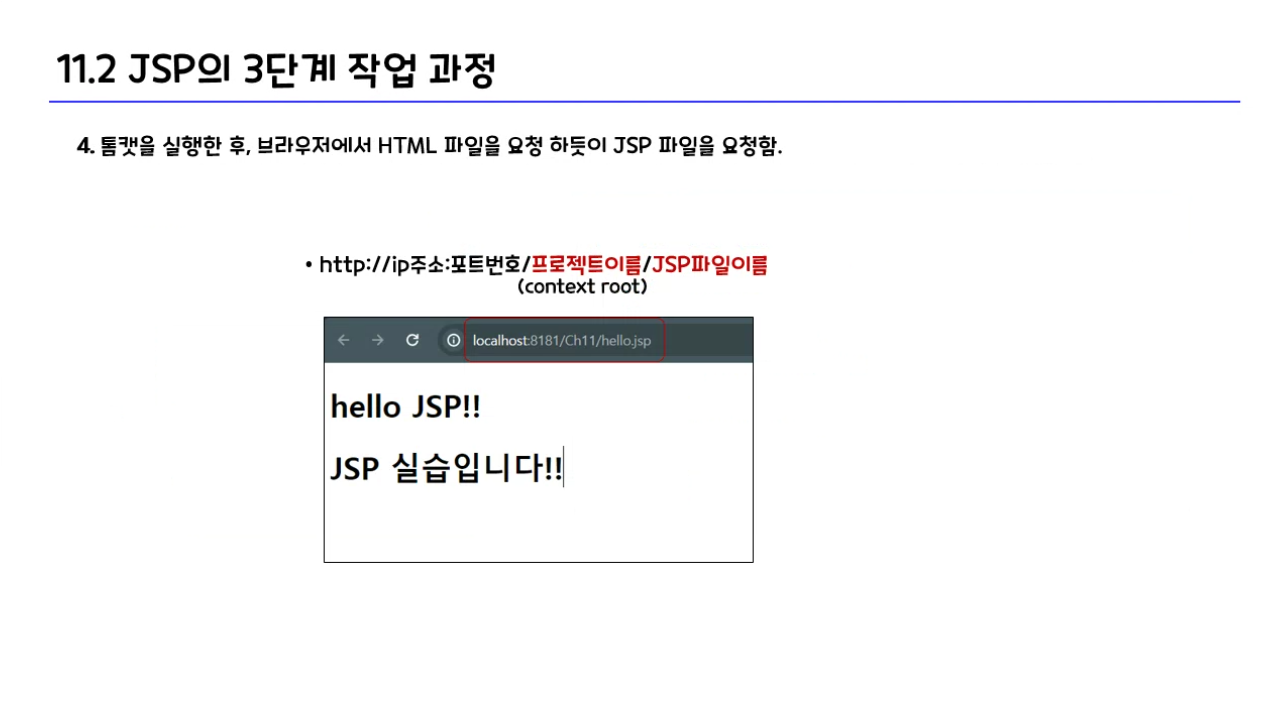 11.2 JSP의 3단계 작업 과정
4. 톰캣을 실행한 후, 브라우저에서 HTML 파일을 요청 하듯이 JSP 파일을 요청함.
• http://ip주소:포트번호/프로젝트이름/JSP파일이름
(context root)
localhost:8181/Ch11/hello.jsp
hello JSP!!
JSP 실습입니다!!